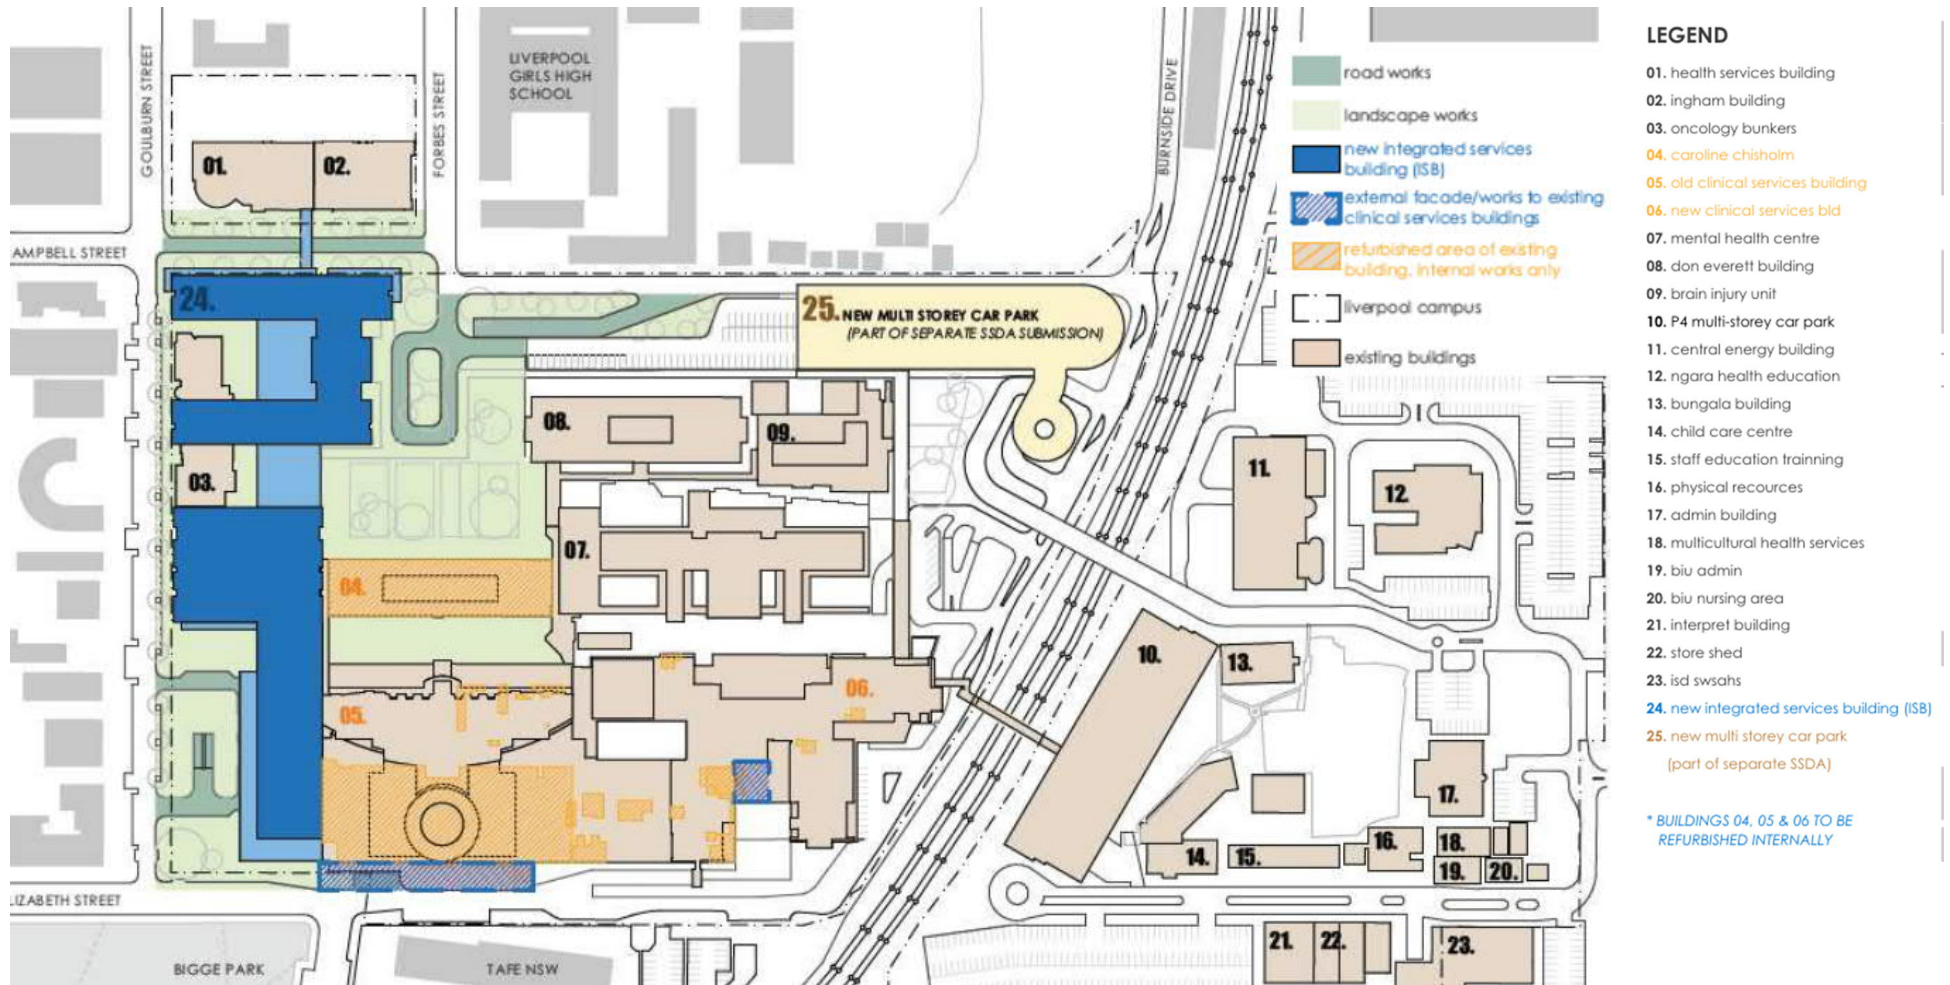 GOULBURN STREET
FORBES STREET
LIVERPOOL
GIRLS HIGH
SCHOOL
BURNSIDE DRIVE
AMPBELL STREET
01.
02.
24.
25. NEW MULTI STOREY CAR PARK
(PART OF SEPARATE SSDA SUBMISSION)
03.
08.
09.
07.
04.
05.
06.
10.
11.
12.
13.
14.
15.
16.
17.
18.
19.
20.
21.
22.
23.
LIZABETH STREET
BIGGE PARK
TAFE NSW
road works
landscape works
new integrated services
building (ISB)
external facade/works to existing
clinical services buildings
refurbished area of existing
building, internal works only
liverpool campus
existing buildings
LEGEND
01. health services building
02. ingham building
03. oncology bunkers
04. caroline chisholm
05. old clinical services building
06. new clinical services bld
07. mental health centre
08. don everett building
09. brain injury unit
10. P4 multi-storey car park
11. central energy building
12. ngara health education
13. bungala building
14. child care centre
15. staff education trainning
16. physical recources
17. admin building
18. multicultural health services
19. biu admin
20. biu nursing area
21. interpret building
22. store shed
23. isd swsahs
24. new integrated services building (ISB)
25. new multi storey car park
(part of separate SSDA)
* BUILDINGS 04, 05 & 06 TO BE
REFURBISHED INTERNALLY